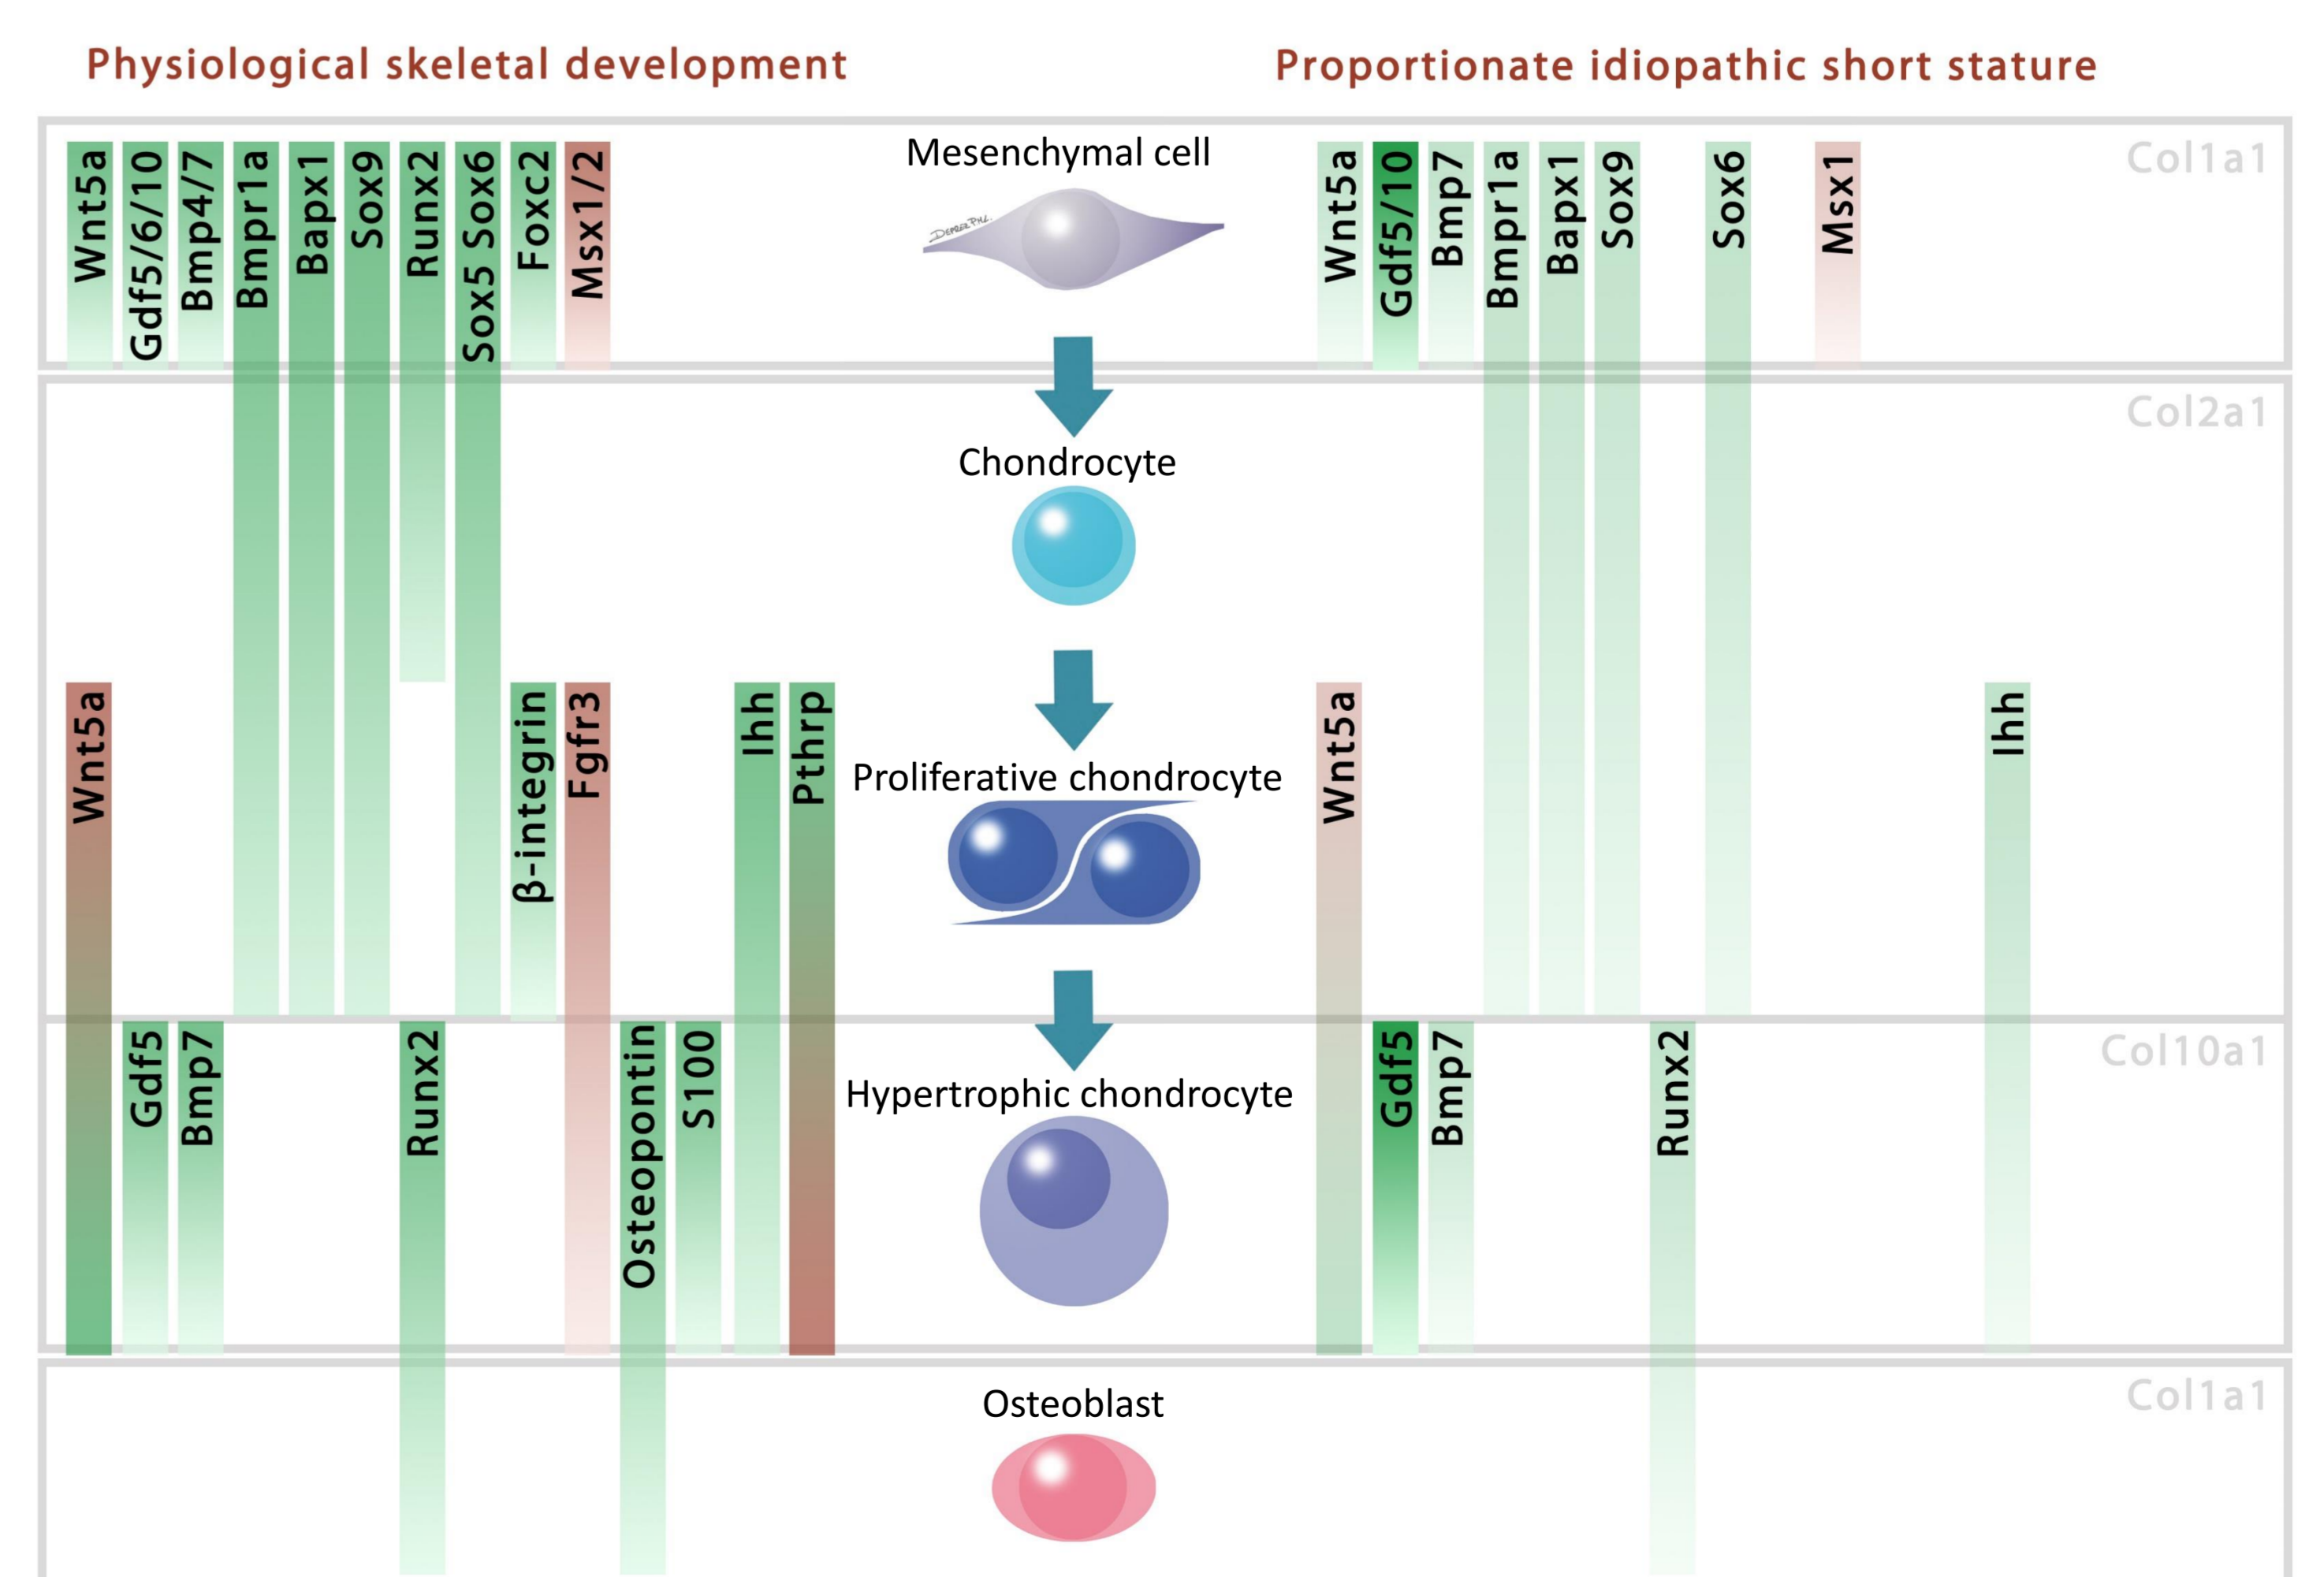 Physiological skeletal development
Proportionate idiopathic short stature
Wnt5a
Gdf5/6/10
Bmp4/7
Bmpr1a
Bapx1
Sox9
Runx2
Sox5 Sox6
Foxc2
Msx1/2
Mesenchymal cell
Wnt5a
Gdf5/10
Bmp7
Bmpr1a
Bapx1
Sox9
Sox6
Msx1
Col1a1
Chondrocyte
Col2a1
Wnt5a
β-integrin
Fgfr3
Ihh
Pthrp
Proliferative chondrocyte
Wnt5a
Ihh
Gdf5
Bmp7
Runx2
Osteopontin
S100
Hypertrophic chondrocyte
Gdf5
Bmp7
Runx2
Col10a1
Osteoblast
Col1a1